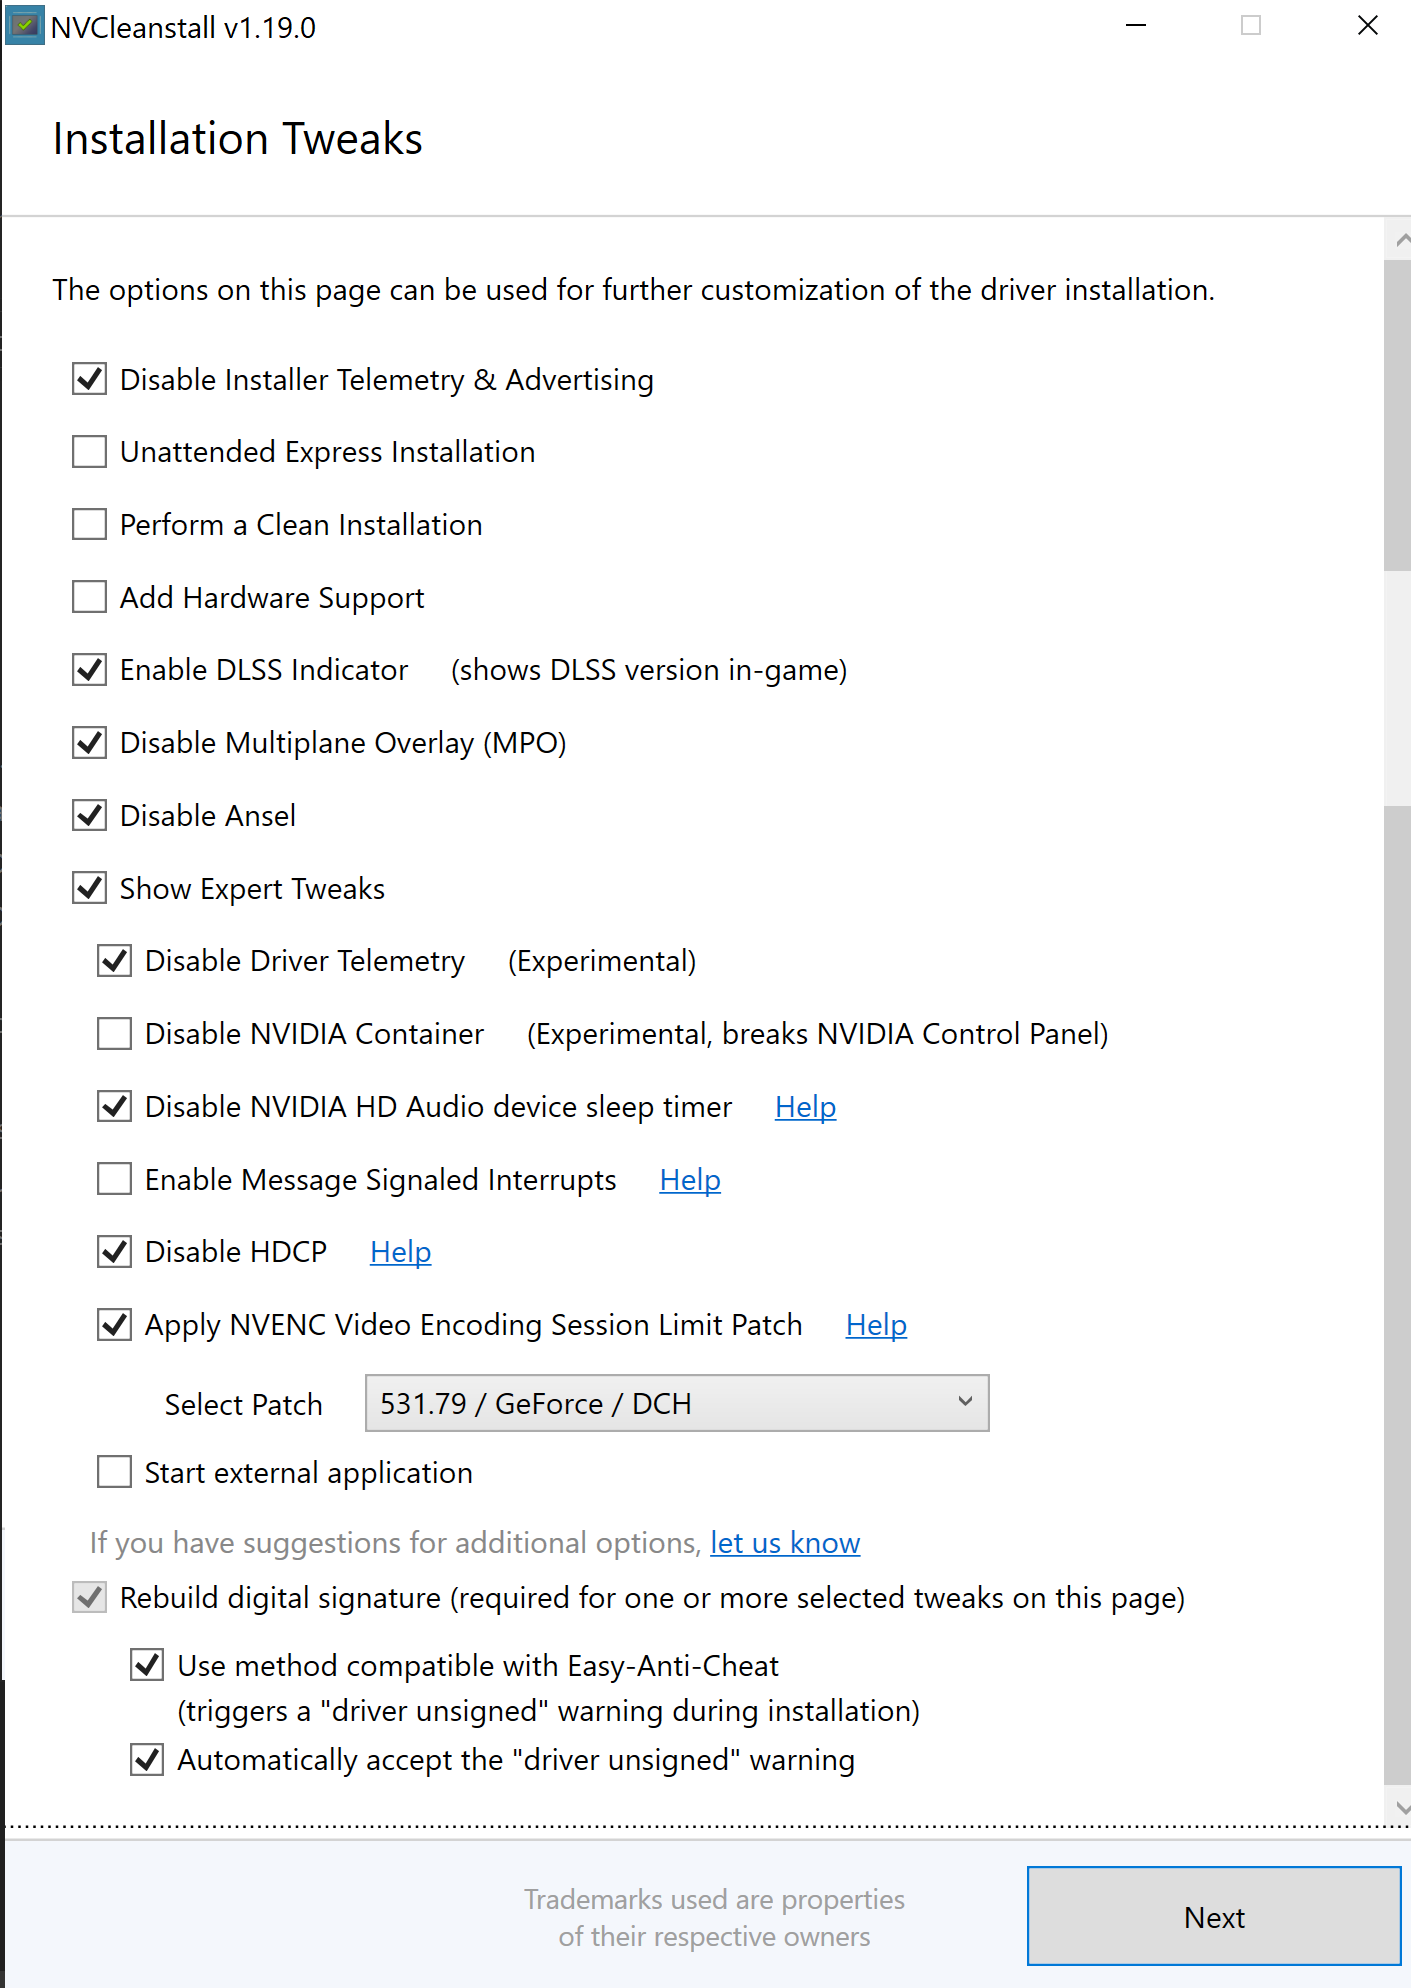 NVCleanstall v1.19.0
Installation Tweaks
The options on this page can be used for further customization of the driver installation.
Disable Installer Telemetry & Advertising
Unattended Express Installation
Perform a Clean Installation
Add Hardware Support
Enable DLSS Indicator (shows DLSS version in-game)
Disable Multiplane Overlay (MPO)
Disable Ansel
Show Expert Tweaks
Disable Driver Telemetry (Experimental)
Disable NVIDIA Container (Experimental, breaks NVIDIA Control Panel)
Disable NVIDIA HD Audio device sleep timer Help
Enable Message Signaled Interrupts Help
Disable HDCP Help
Apply NVENC Video Encoding Session Limit Patch Help
Select Patch 531.79 / GeForce / DCH
Start external application
If you have suggestions for additional options, let us know
Rebuild digital signature (required for one or more selected tweaks on this page)
Use method compatible with Easy-Anti-Cheat
(triggers a "driver unsigned" warning during installation)
Automatically accept the "driver unsigned" warning
Trademarks used are properties
of their respective owners
Next